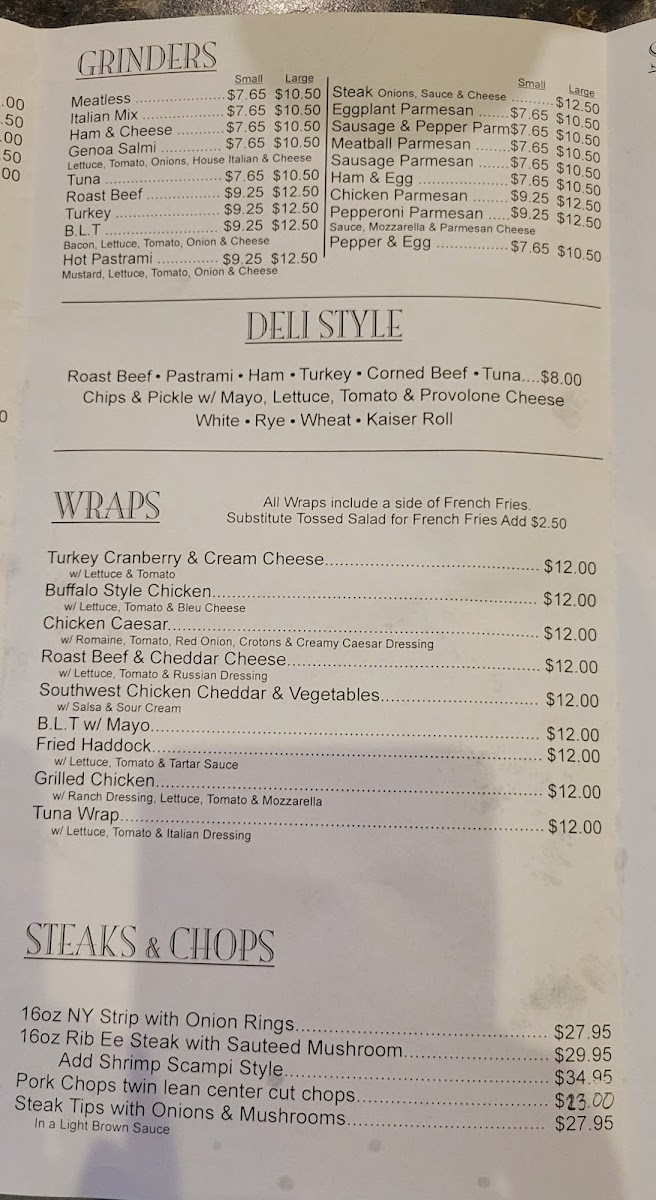 .00
.50
.00
.50
.00
0
GRINDERS
Small Large
Meatless ..................... $7.65 $10.50
Italian Mix ................... $7.65 $10.50
Ham & Cheese ........... $7.65 $10.50
Genoa Salmi ............... $7.65 $10.50
Lettuce, Tomato, Onions, House Italian & Cheese
Tuna ............................ $7.65 $10.50
Roast Beef .................. $9.25 $12.50
Turkey ......................... $9.25 $12.50
B.L.T ........................... $9.25 $12.50
Bacon, Lettuce, Tomato, Onion & Cheese
Hot Pastrami ............. $9.25 $12.50
Mustard, Lettuce, Tomato, Onion & Cheese
Small Large
Steak Onions, Sauce & Cheese .......... $12.50
Eggplant Parmesan ....... $7.65 $10.50
Sausage & Pepper Parm$7.65 $10.50
Meatball Parmesan ........ $7.65 $10.50
Sausage Parmesan ....... $7.65 $10.50
Ham & Egg .................... $7.65 $10.50
Chicken Parmesan ........ $9.25 $12.50
Pepperoni Parmesan ..... $9.25 $12.50
Sauce, Mozzarella & Parmesan Cheese
Pepper & Egg ................ $7.65 $10.50
DELI STYLE
Roast Beef • Pastrami • Ham • Turkey • Corned Beef • Tuna....$8.00
Chips & Pickle w/ Mayo, Lettuce, Tomato & Provolone Cheese
White • Rye • Wheat • Kaiser Roll
WRAPS
All Wraps include a side of French Fries.
Substitute Tossed Salad for French Fries Add $2.50
Turkey Cranberry & Cream Cheese........................................ $12.00
w/ Lettuce & Tomato
Buffalo Style Chicken............................................................ $12.00
w/ Lettuce, Tomato & Bleu Cheese
Chicken Caesar..................................................................... $12.00
w/ Romaine, Tomato, Red Onion, Crotons & Creamy Caesar Dressing
Roast Beef & Cheddar Cheese.............................................. $12.00
w/ Lettuce, Tomato & Russian Dressing
Southwest Chicken Cheddar & Vegetables............................. $12.00
w/ Salsa & Sour Cream
B.L.T w/ Mayo....................................................................... $12.00
Fried Haddock....................................................................... $12.00
w/ Lettuce, Tomato & Tartar Sauce
Grilled Chicken...................................................................... $12.00
w/ Ranch Dressing, Lettuce, Tomato & Mozzarella
Tuna Wrap............................................................................ $12.00
w/ Lettuce, Tomato & Italian Dressing
STEAKS & CHOPS
16oz NY Strip with Onion Rings............................................. $27.95
16oz Rib Ee Steak with Sauteed Mushroom.......................... $29.95
Add Shrimp Scampi Style................................................ $34.95
Pork Chops twin lean center cut chops................................... $23.00
Steak Tips with Onions & Mushrooms.................................... $27.95
In a Light Brown Sauce